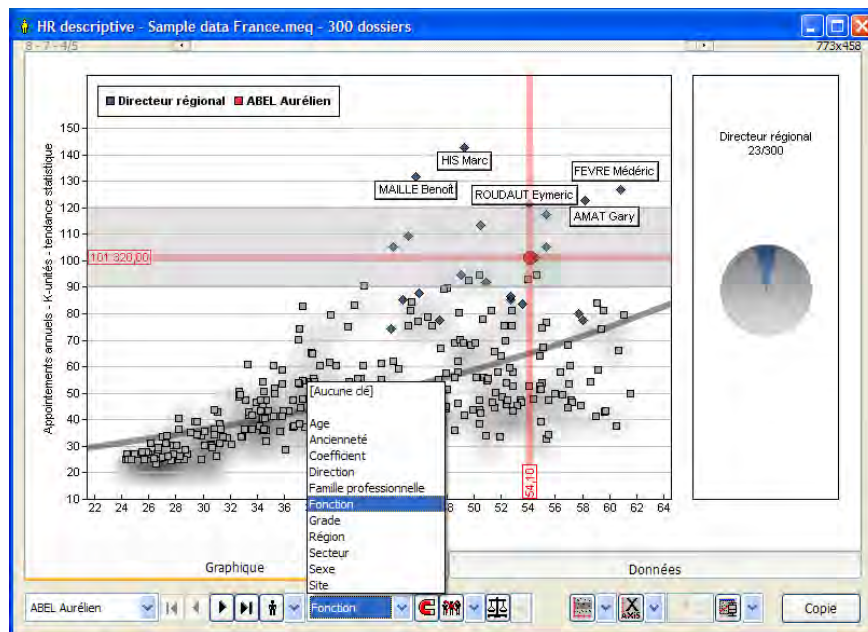 HR descriptive - Sample data France.meq - 300 dossiers
8 - 7 - 4/5
773x458
Directeur régional ABEL Aurélien
Appointements annuels - K-unités - tendance statistique
150
140
130
120
110
100
90
80
70
60
50
40
30
20
10
HIS Marc
MAILLE Benoît
ROUDAUT Eymeric
FEVRE Médéric
AMAT Gary
101 320,00
54,10
22 24 26 28 30 32 34 36 38 48 50 52 54 56 58 60 62 64
Directeur régional
23/300
[Aucune clé]
Age
Ancienneté
Coefficient
Direction
Famille professionnelle
Fonction
Grade
Région
Secteur
Sexe
Site
Graphique
Données
ABEL Aurélien
Fonction
AXIS
Copie